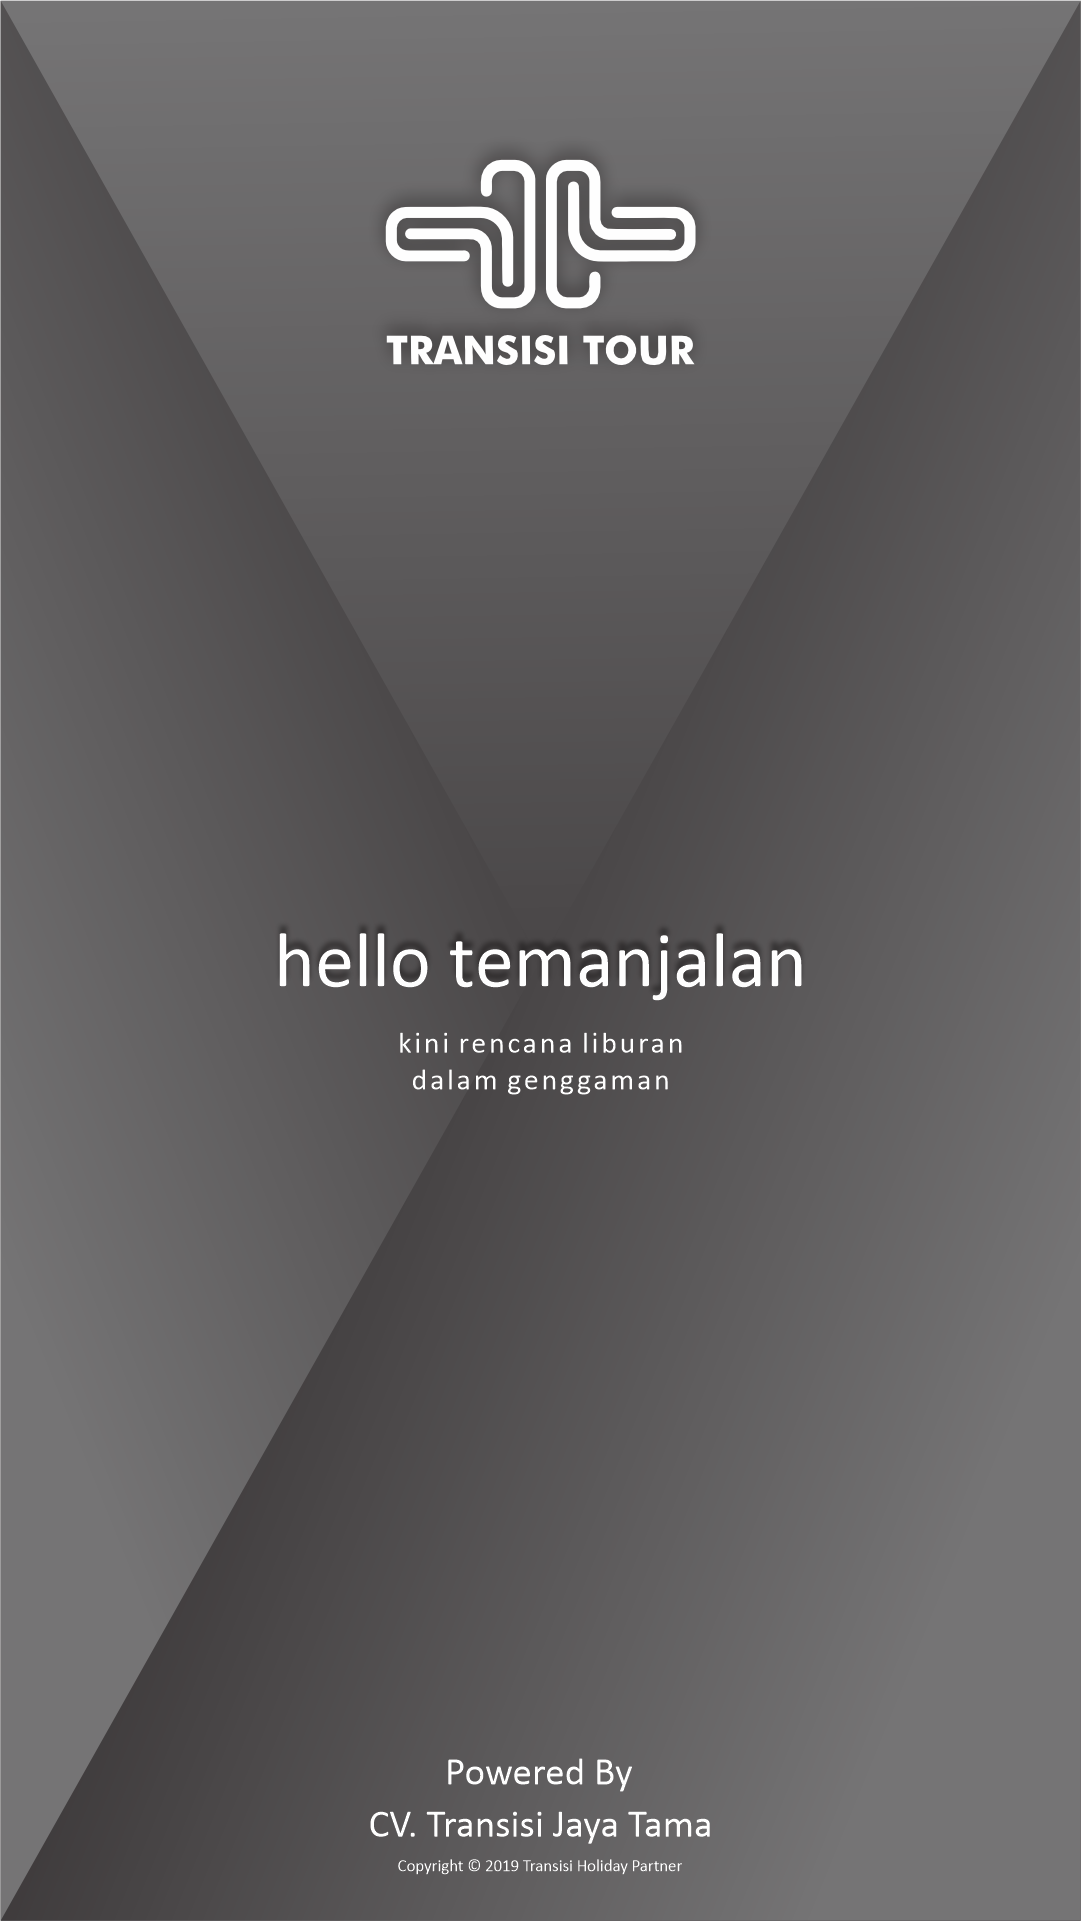 TRANSISI TOUR
hello temanjalan
kini rencana liburan
dalam genggaman
Powered By
CV. Transisi Jaya Tama
Copyright © 2019 Transisi Holiday Partner